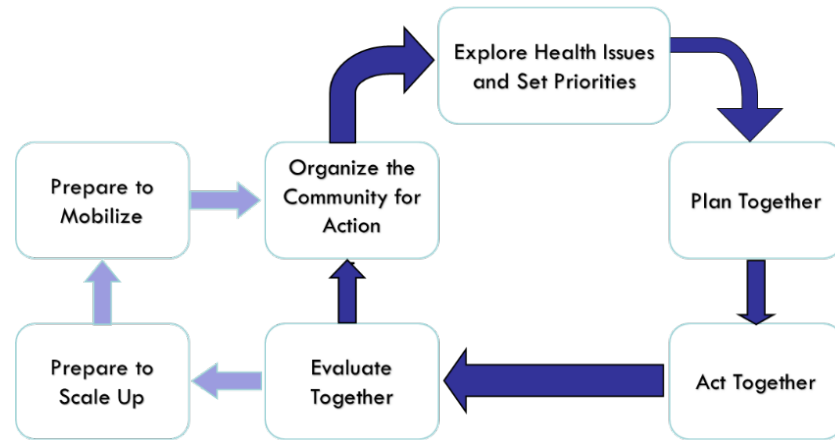 Explore Health Issues
and Set Priorities
Prepare to
Mobilize
Organize the
Community for
Action
Plan Together
Prepare to
Scale Up
Evaluate
Together
Act Together